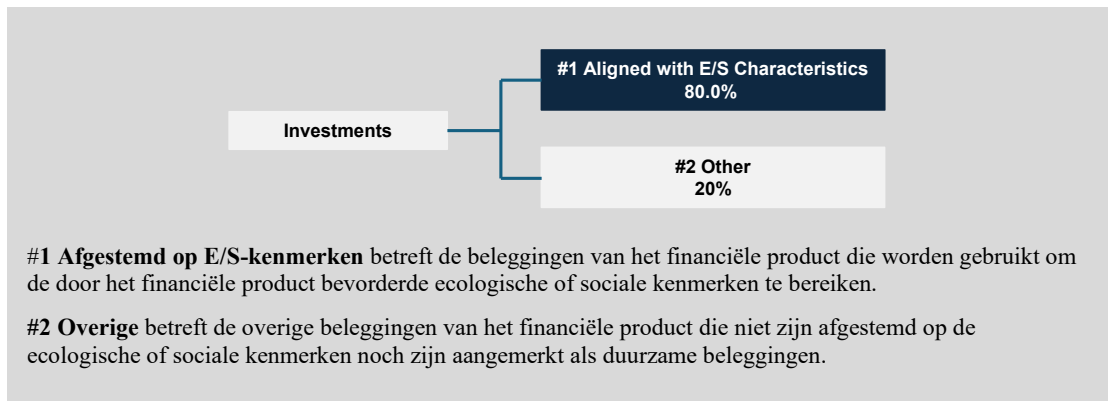 #1 Aligned with E/S Characteristics
80.0%
Investments
#2 Other
20%
#1 Afgestemd op E/S-kenmerken betreft de beleggingen van het financiële product die worden gebruikt om
de door het financiële product bevorderde ecologische of sociale kenmerken te bereiken.
#2 Overige betreft de overige beleggingen van het financiële product die niet zijn afgestemd op de
ecologische of sociale kenmerken noch zijn aangemerkt als duurzame beleggingen.